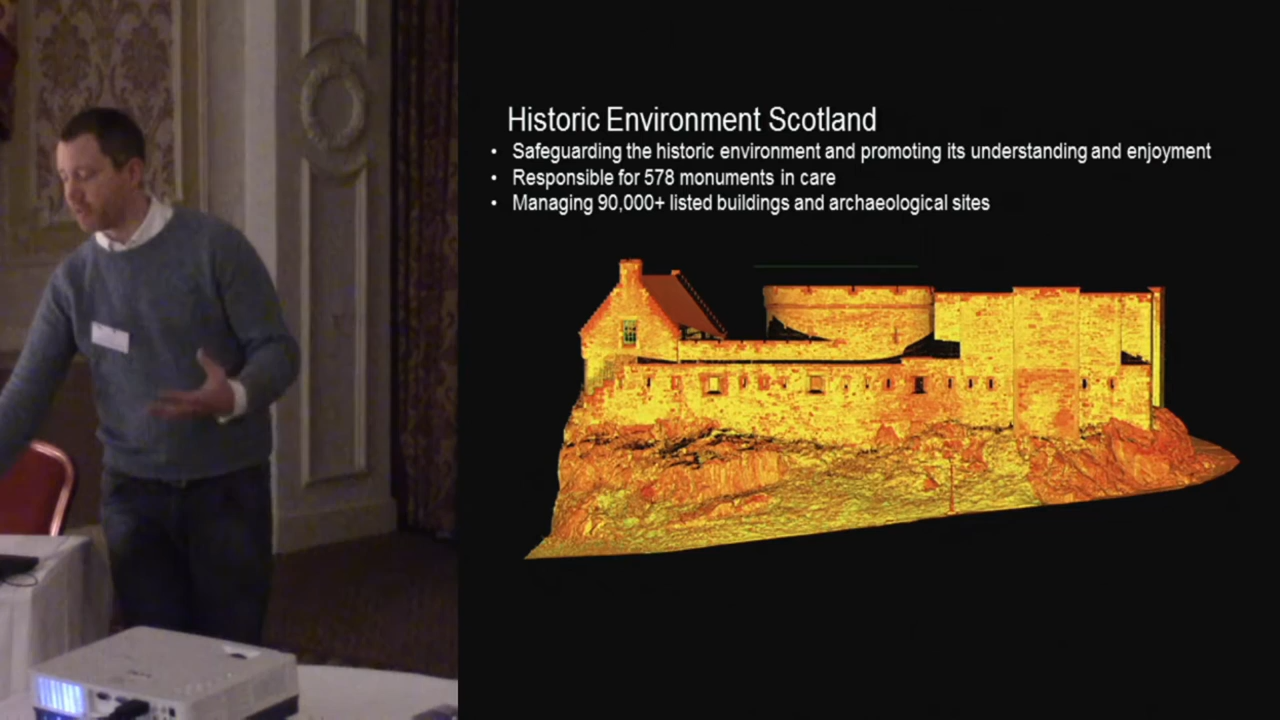 Historic Environment Scotland
• Safeguarding the historic environment and promoting its understanding and enjoyment
• Responsible for 578 monuments in care
• Managing 90,000+ listed buildings and archaeological sites